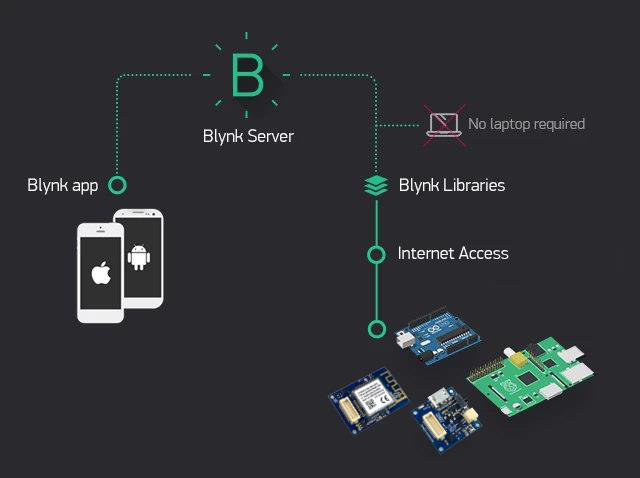 B
Blynk Server
No laptop required
Blynk app
Blynk Libraries
Internet Access